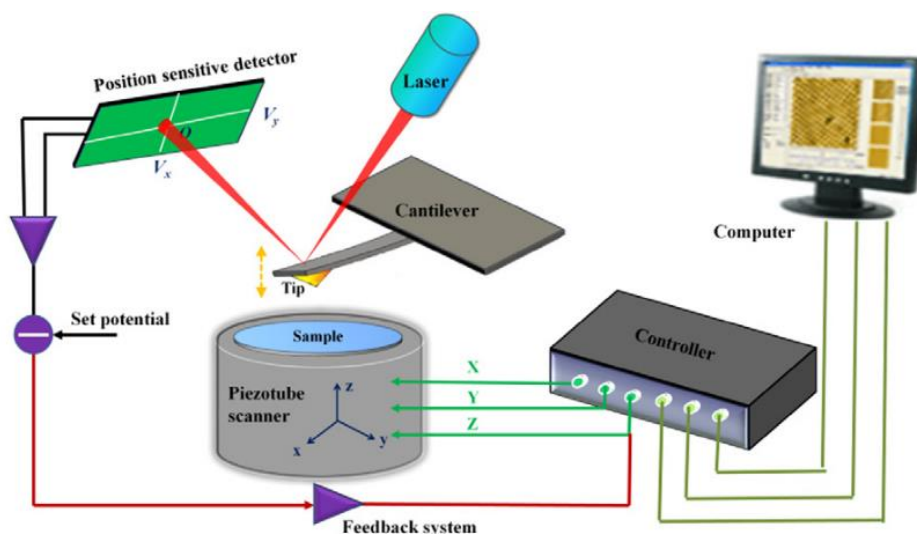 Position sensitive detector
Laser
O
V_y
V_x
Cantilever
Computer
Tip
Set potential
Sample
Controller
Piezotube
scanner
X
Y
Z
z
x
y
Feedback system